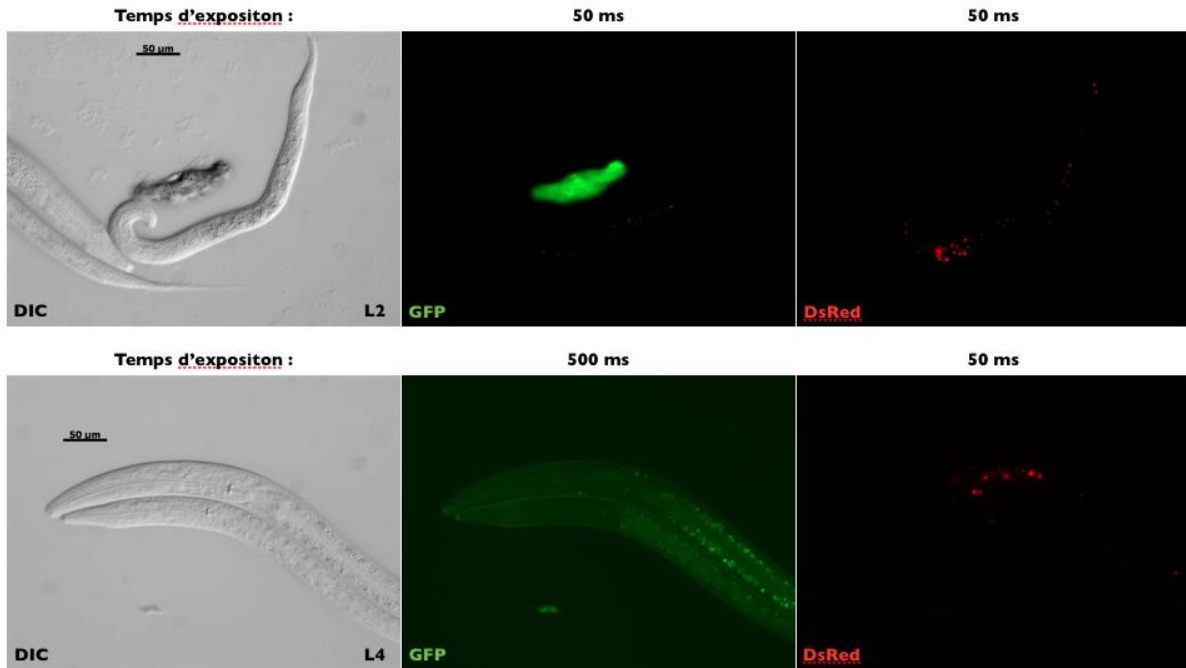 Temps d'expositon : 50 ms 50 ms
50 µm
DIC L2 GFP DsRed
Temps d'expositon : 500 ms 50 ms
50 µm
DIC L4 GFP DsRed